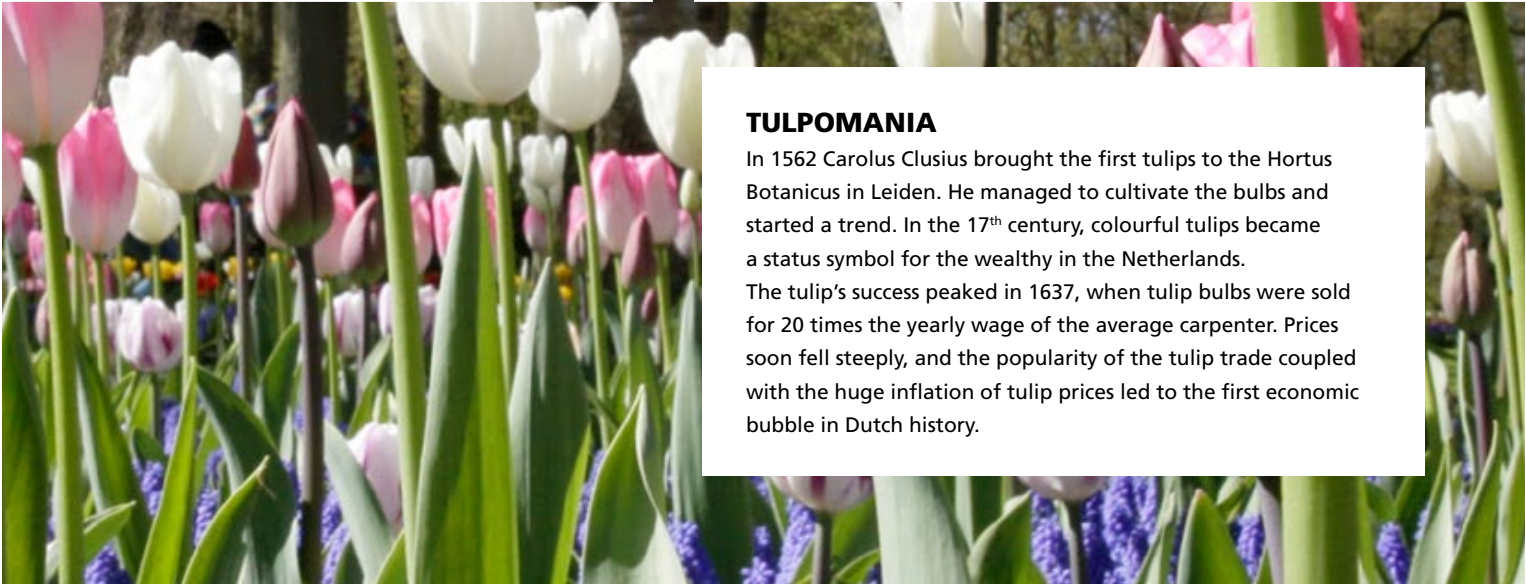 TULPOMANIA
In 1562 Carolus Clusius brought the first tulips to the Hortus
Botanicus in Leiden. He managed to cultivate the bulbs and
started a trend. In the 17th century, colourful tulips became
a status symbol for the wealthy in the Netherlands.
The tulip’s success peaked in 1637, when tulip bulbs were sold
for 20 times the yearly wage of the average carpenter. Prices
soon fell steeply, and the popularity of the tulip trade coupled
with the huge inflation of tulip prices led to the first economic
bubble in Dutch history.